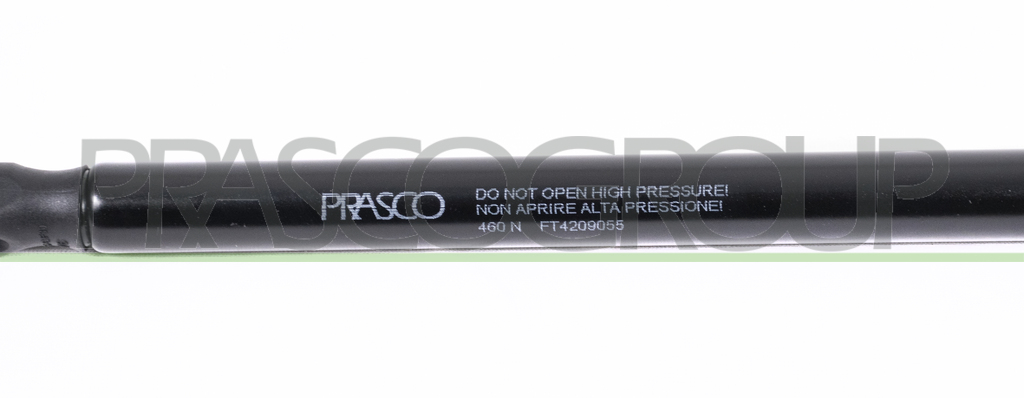 PRASCOGROUP
PRASCO
DO NOT OPEN HIGH PRESSURE!
NON APRIRE ALTA PRESSIONE!
460 N FT4209055